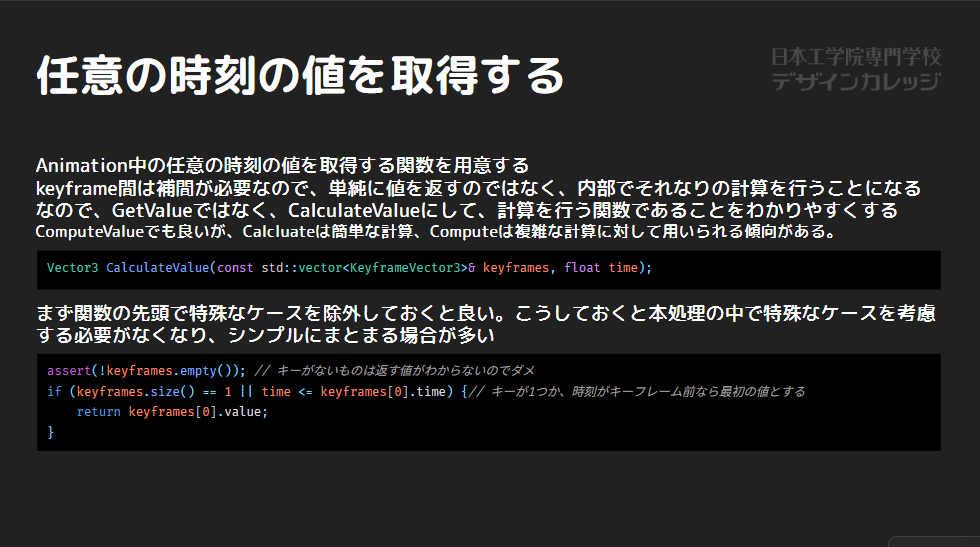 任意の時刻の値を取得する
日本工学院専門学校
デザインカレッジ
Animation中の任意の時刻の値を取得する関数を用意する
keyframe間は補間が必要なので、単純に値を返すのではなく、内部でそれなりの計算を行うことになる
なので、GetValueではなく、CalculateValueにして、計算を行う関数であることをわかりやすくする
ComputeValueでも良いが、Calcluateは簡単な計算、Computeは複雑な計算に対して用いられる傾向がある。
Vector3 CalculateValue(const std::vector<KeyframeVector3>& keyframes, float time);
まず関数の先頭で特殊なケースを除外しておくと良い。こうしておくと本処理の中で特殊なケースを考慮
する必要がなくなり、シンプルにまとまる場合が多い
assert(!keyframes.empty()); // キーがないものは返す値がわからないのでダメ
if (keyframes.size() == 1 || time <= keyframes[0].time) {// キーが1つか、時刻がキーフレーム前なら最初の値とする
    return keyframes[0].value;
}